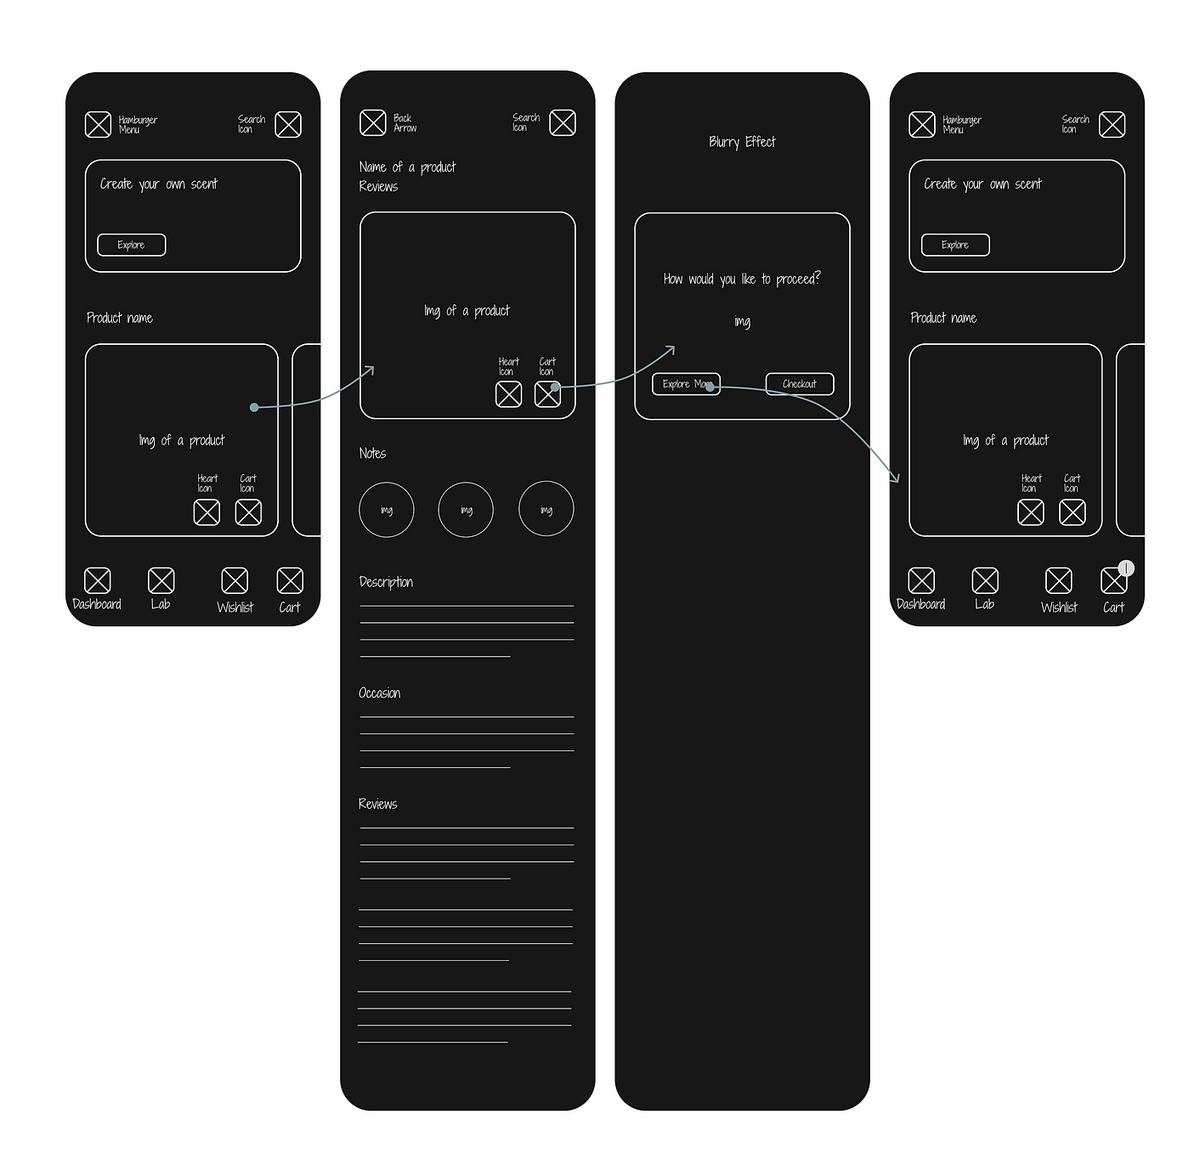 Hamburger
Menu
Search
Icon
Create your own scent
Explore
Product name
Img of a product
Heart
Icon
Cart
Icon
Dashboard
Lab
Wishlist
Cart
Back
Arrow
Search
Icon
Name of a product
Reviews
Img of a product
Heart
Icon
Cart
Icon
Notes
img
img
img
Description
Occasion
Reviews
Blurry Effect
How would you like to proceed?
img
Explore More
Checkout
Hamburger
Menu
Search
Icon
Create your own scent
Explore
Product name
Img of a product
Heart
Icon
Cart
Icon
1
Dashboard
Lab
Wishlist
Cart